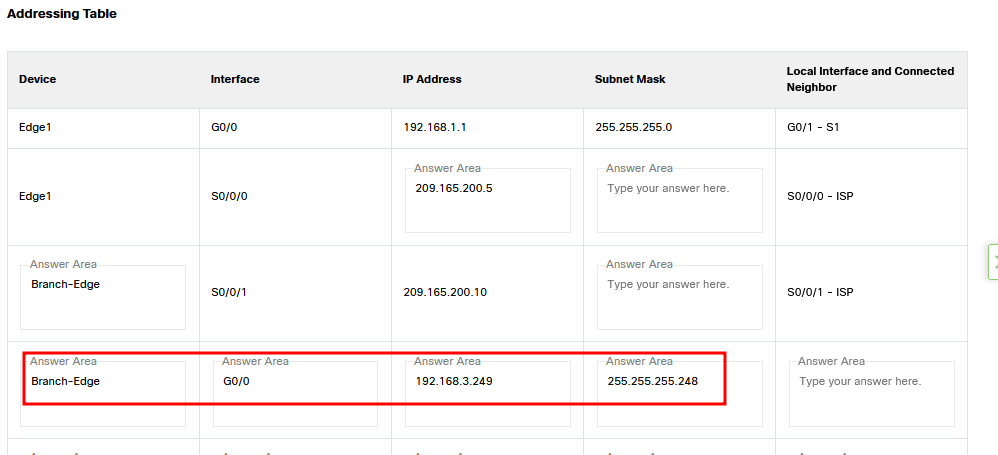 Addressing Table
Device Interface IP Address Subnet Mask Local Interface and Connected Neighbor
Edge1 G0/0 192.168.1.1 255.255.255.0 G0/1 - S1
Answer Area Answer Area
Edge1 S0/0/0 209.165.200.5 Type your answer here. S0/0/0 - ISP
Answer Area Answer Area
Branch-Edge S0/0/1 209.165.200.10 Type your answer here. S0/0/1 - ISP
Answer Area Answer Area Answer Area Answer Area Answer Area
Branch-Edge G0/0 192.168.3.249 255.255.255.248 Type your answer here.